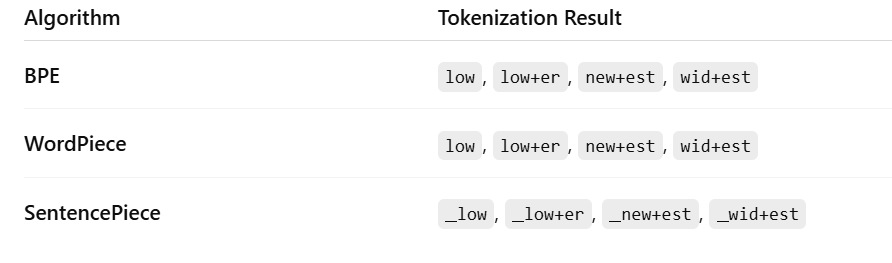 Algorithm Tokenization Result
BPE low, low+er, new+est, wid+est
WordPiece low, low+er, new+est, wid+est
SentencePiece _low, _low+er, _new+est, _wid+est